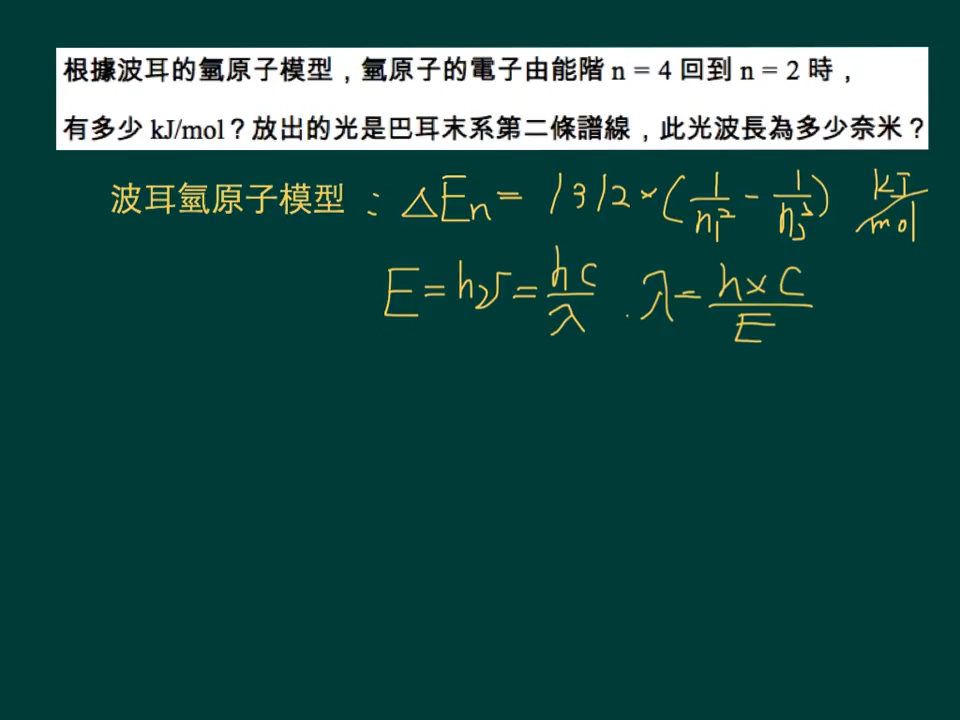 根據波耳的氫原子模型，氫原子的電子由能階 n = 4 回到 n = 2 時，
有多少 kJ/mol？放出的光是巴耳末系第二條譜線，此光波長為多少奈米？
波耳氫原子模型：ΔEn = 1312 × (1/n₁² - 1/n₂²) kJ/mol
E = hν = hc/λ . λ = h×C/E